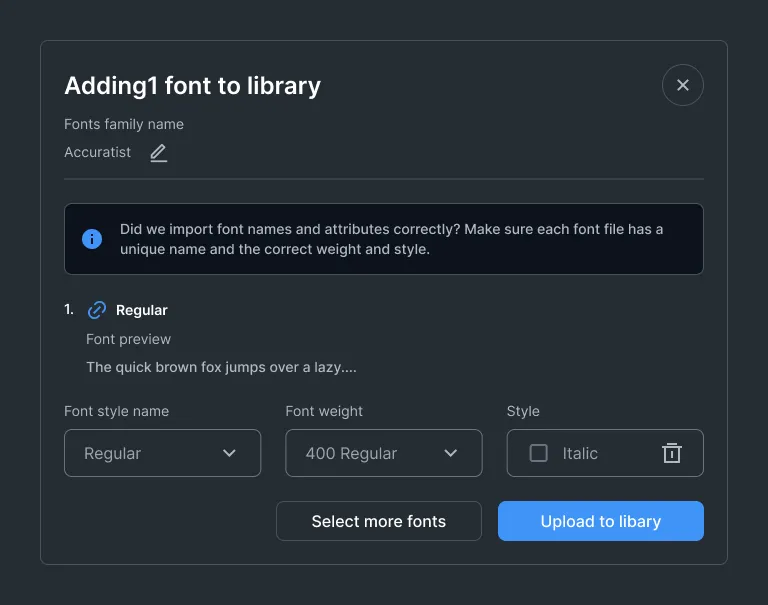 Adding1 font to library
Fonts family name
Accuratist
Did we import font names and attributes correctly? Make sure each font file has a
unique name and the correct weight and style.
1. Regular
Font preview
The quick brown fox jumps over a lazy....
Font style name Font weight Style
Regular 400 Regular Italic
Select more fonts Upload to libary